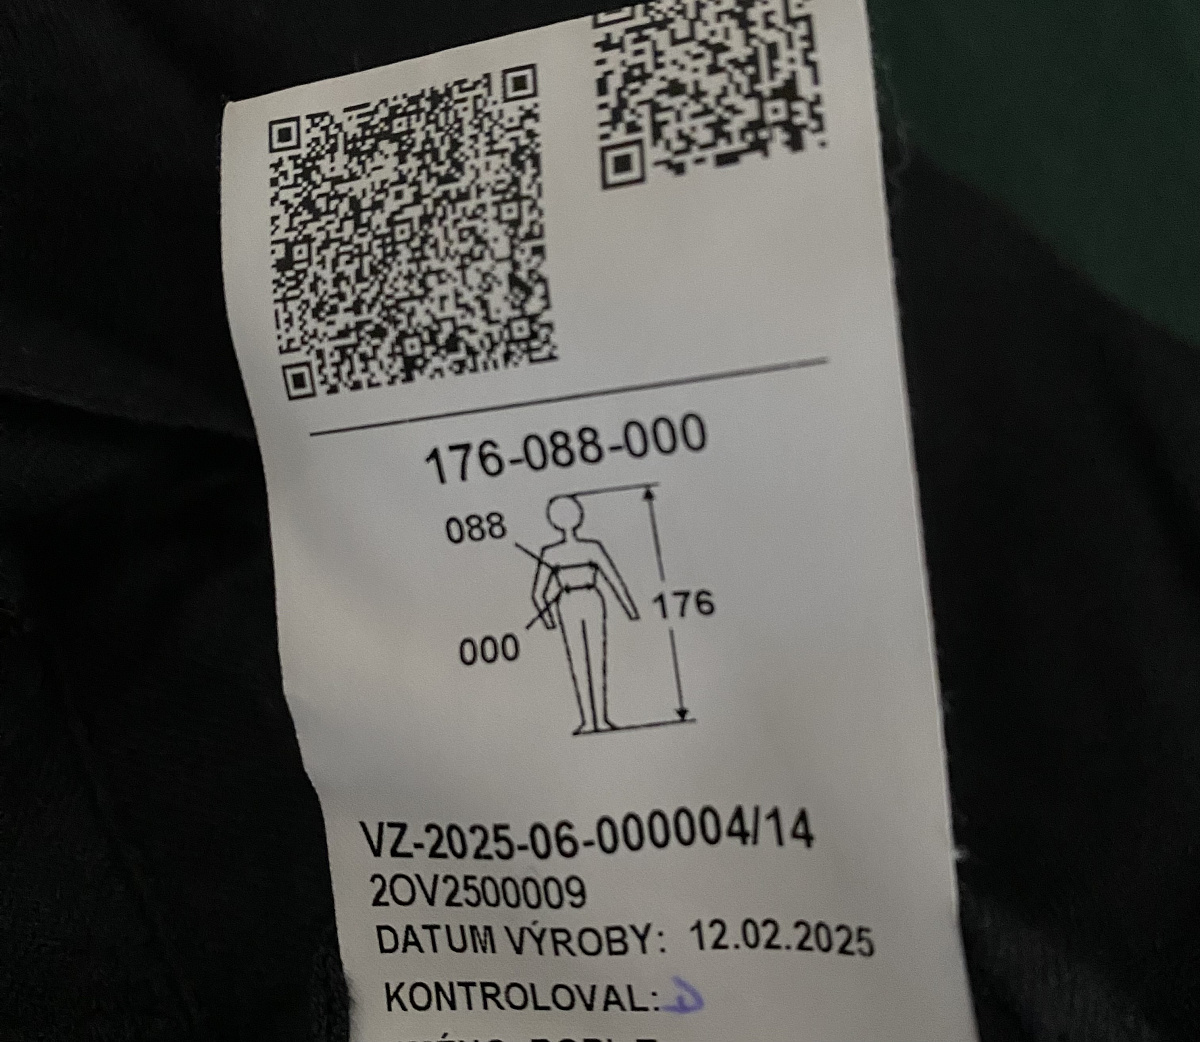 176-088-000
088
176
000
VZ-2025-06-000004/14
2OV2500009
DATUM VÝROBY: 12.02.2025
KONTROLOVAL: